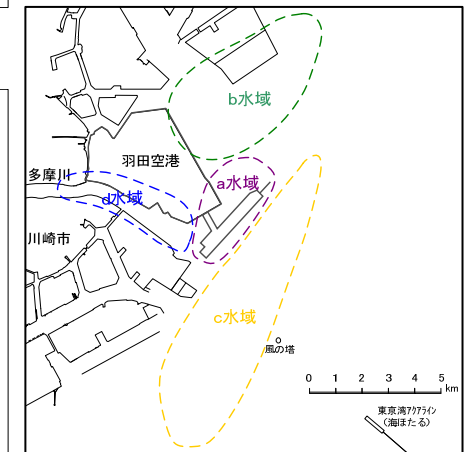 b水域
羽田空港
多摩川
a水域
d水域
川崎市
c水域
風の塔
0 1 2 3 4 5
km
東京湾アクアライン
(海ほたる)